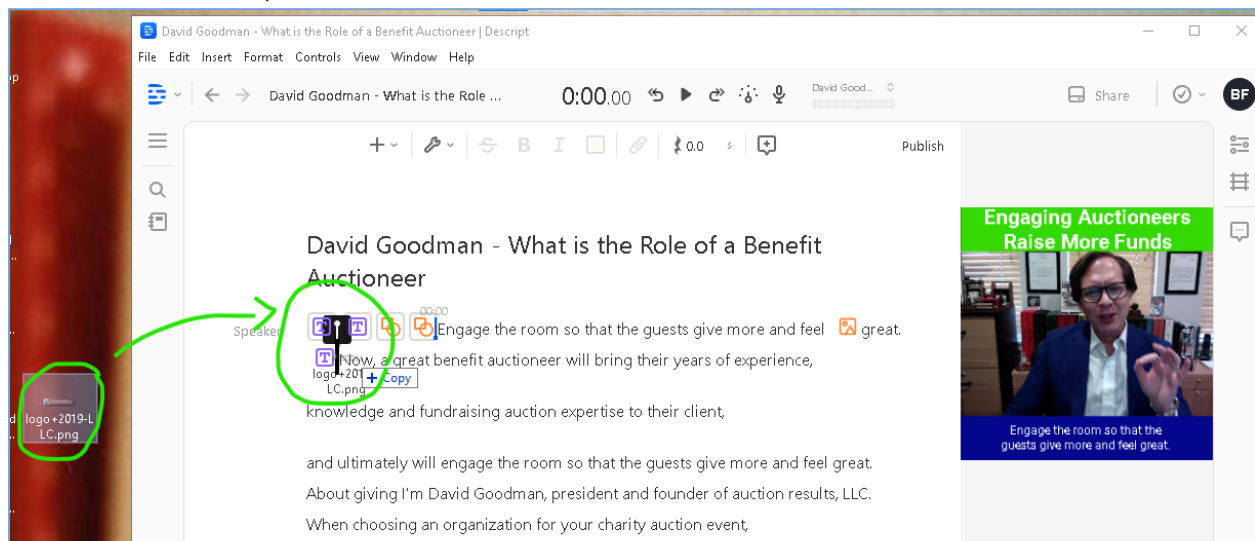 David Goodman - What is the Role of a Benefit Auctioneer | Descript
File Edit Insert Format Controls View Window Help
David Goodman - What is the Role ...
0:00.00
David Good...
Share
BF
0.0 s
Publish
David Goodman - What is the Role of a Benefit
Auctioneer
00:00
Speaker
Engage the room so that the guests give more and feel great.
Now, a great benefit auctioneer will bring their years of experience,
logo+201
LC.png
+ Copy
knowledge and fundraising auction expertise to their client,
and ultimately will engage the room so that the guests give more and feel great.
About giving I'm David Goodman, president and founder of auction results, LLC.
When choosing an organization for your charity auction event,
logo+2019-L
LC.png
Engaging Auctioneers
Raise More Funds
Engage the room so that the
guests give more and feel great.